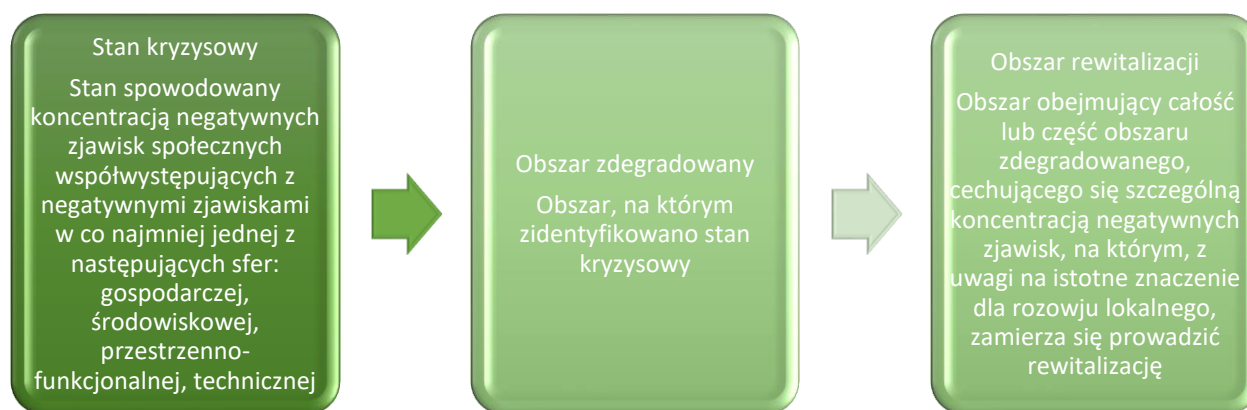 Stan kryzysowy
Stan spowodowany
koncentracją negatywnych
zjawisk społecznych
współwystępujących z
negatywnymi zjawiskami
w co najmniej jednej z
następujących sfer:
gospodarczej,
środowiskowej,
przestrzenno-
funkcjonalnej, technicznej
Obszar zdegradowany
Obszar, na którym
zidentyfikowano stan
kryzysowy
Obszar rewitalizacji
Obszar obejmujący całość
lub część obszaru
zdegradowanego,
cechującego się szczególną
koncentracją negatywnych
zjawisk, na którym, z
uwagi na istotne znaczenie
dla rozowju lokalnego,
zamierza się prowadzić
rewitalizację